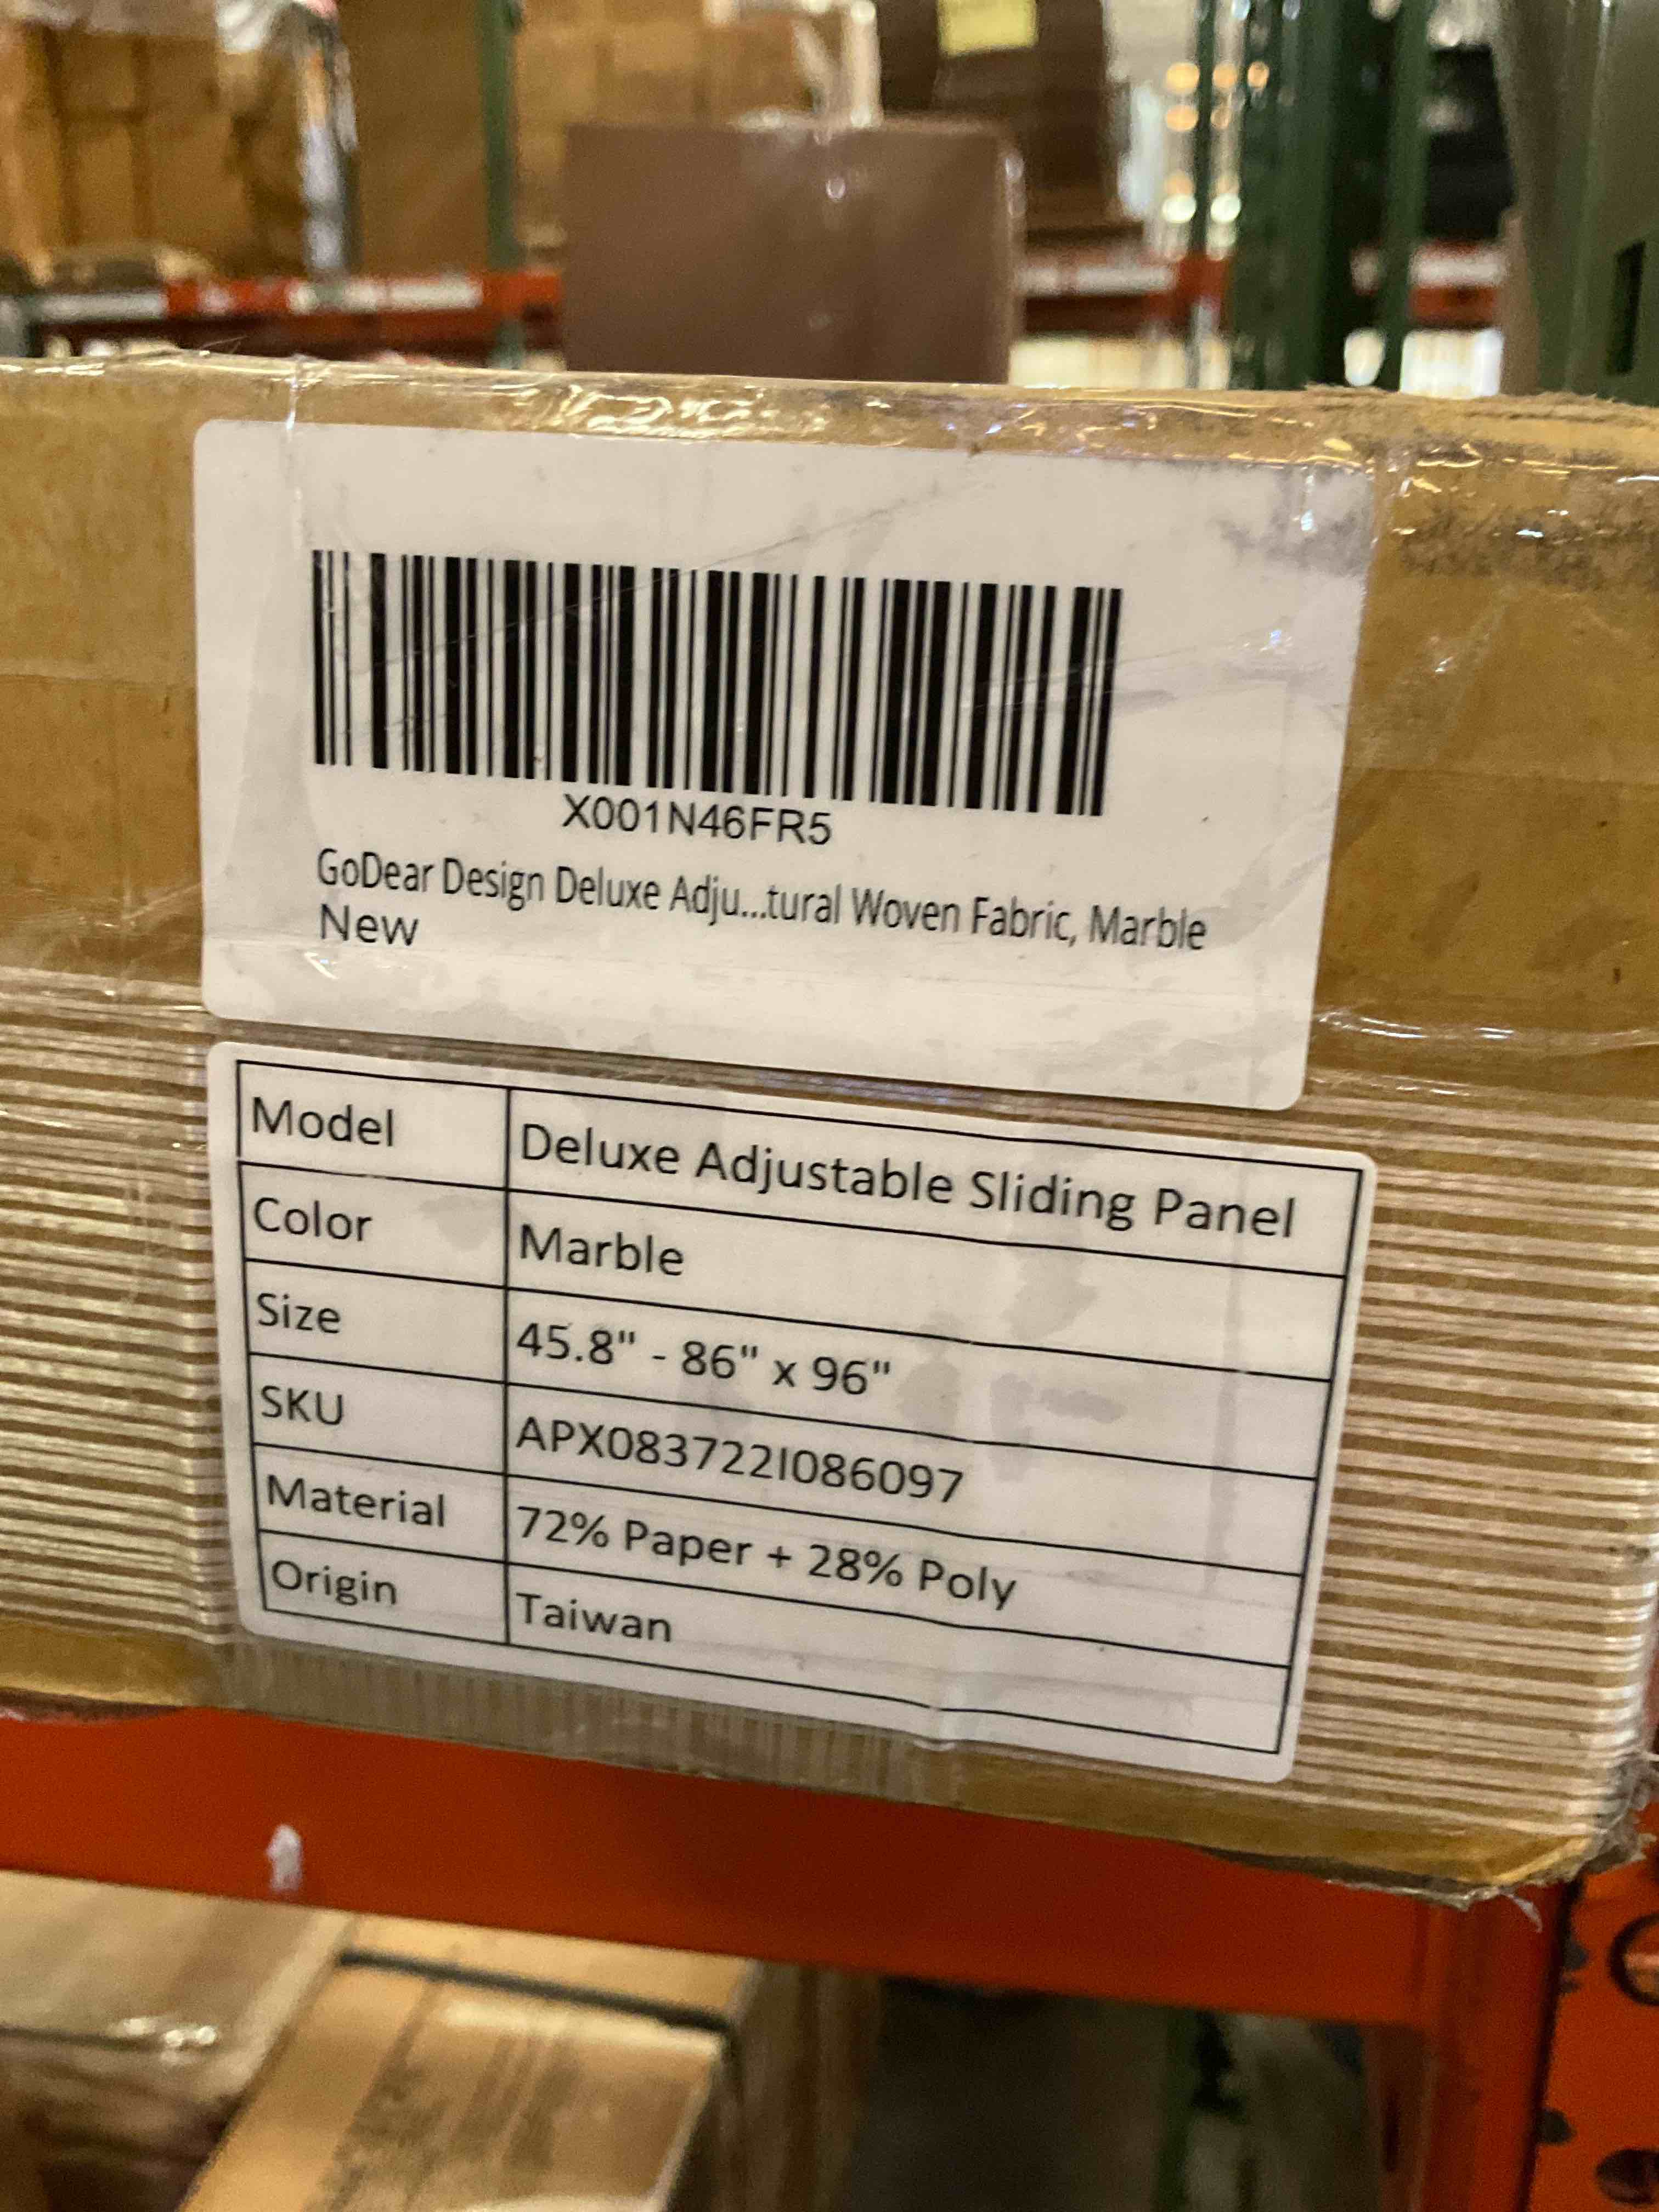 X001N46FR5
GoDear Design Deluxe Adju...tural Woven Fabric, Marble
New
Model Deluxe Adjustable Sliding Panel
Color Marble
Size 45.8" - 86" x 96"
SKU APX083722I086097
Material 72% Paper + 28% Poly
Origin Taiwan